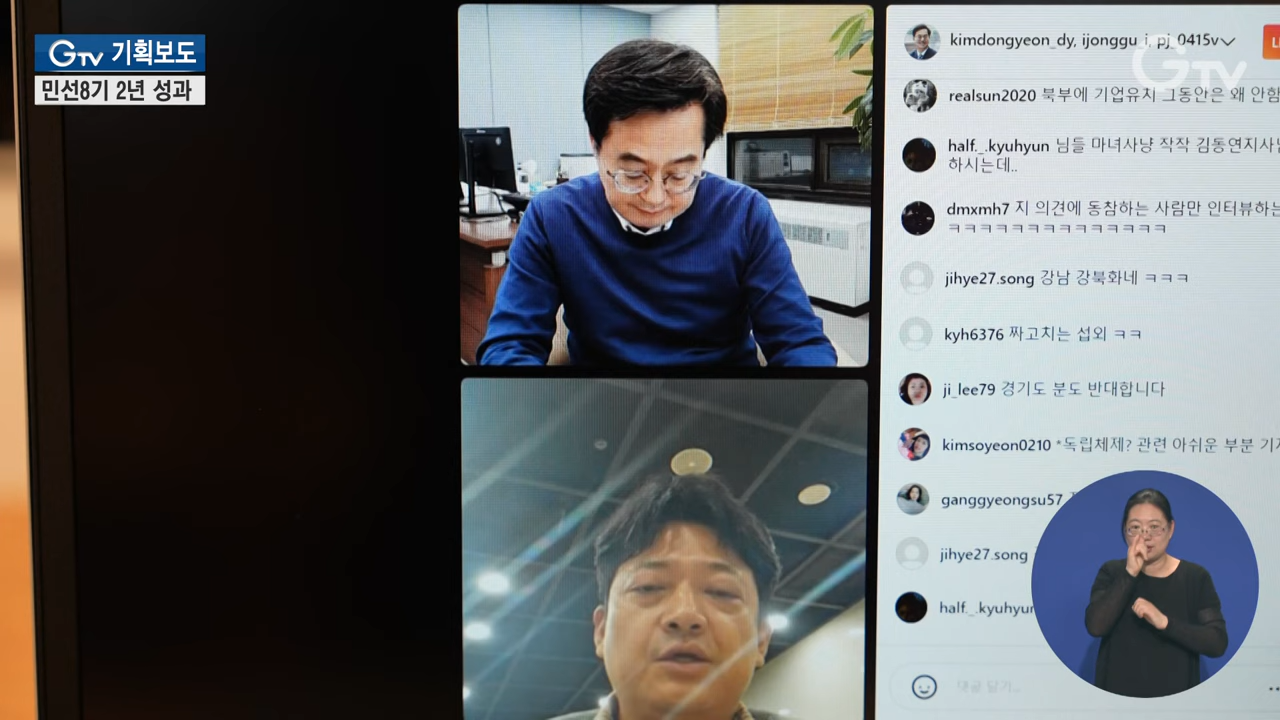 GTV 기획보도
민선8기 2년 성과
GTV
kimdongyeon_dy, ijonggu_i, pj_0415v
realsun2020 북부에 기업유치 그동안은 왜 안함
half._.kyuhyun 님들 마녀사냥 작작 김동연지사님
하시는데..
dmxmh7 지 의견에 동참하는 사람만 인터뷰하는
ㅋㅋㅋㅋㅋㅋㅋㅋㅋㅋㅋㅋㅋㅋ
jihye27.song 강남 강북화네 ㅋㅋㅋ
kyh6376 짜고치는 섭외 ㅋㅋ
ji_lee79 경기도 분도 반대합니다
kimsoyeon0210 *독립체제? 관련 아쉬운 부분
ganggyeongsu57
jihye27.song
half._.kyuhyun
댓글 달기...